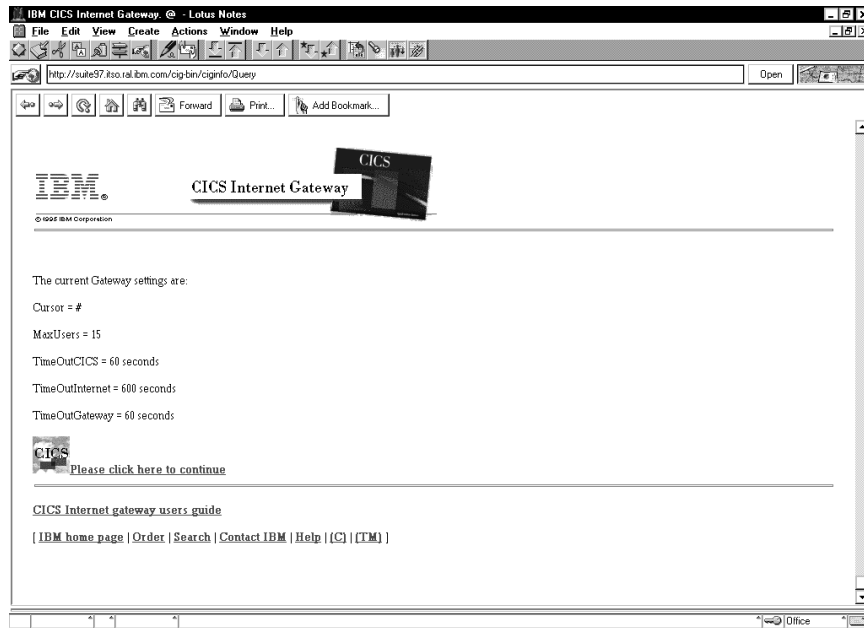 IBM CICS Internet Gateway. @ - Lotus Notes
File Edit View Create Actions Window Help
http://suite97.itso.ral.ibm.com/cig-bin/ciginfo/Query
Open
Forward Print... Add Bookmark...
CICS
IBM®
CICS Internet Gateway
© 1995 IBM Corporation
The current Gateway settings are:
Cursor = #
MaxUsers = 15
TimeOutCICS = 60 seconds
TimeOutInternet = 600 seconds
TimeOutGateway = 60 seconds
CICS
Please click here to continue
CICS Internet gateway users guide
[ IBM home page | Order | Search | Contact IBM | Help | (C) | (TM) ]
Office